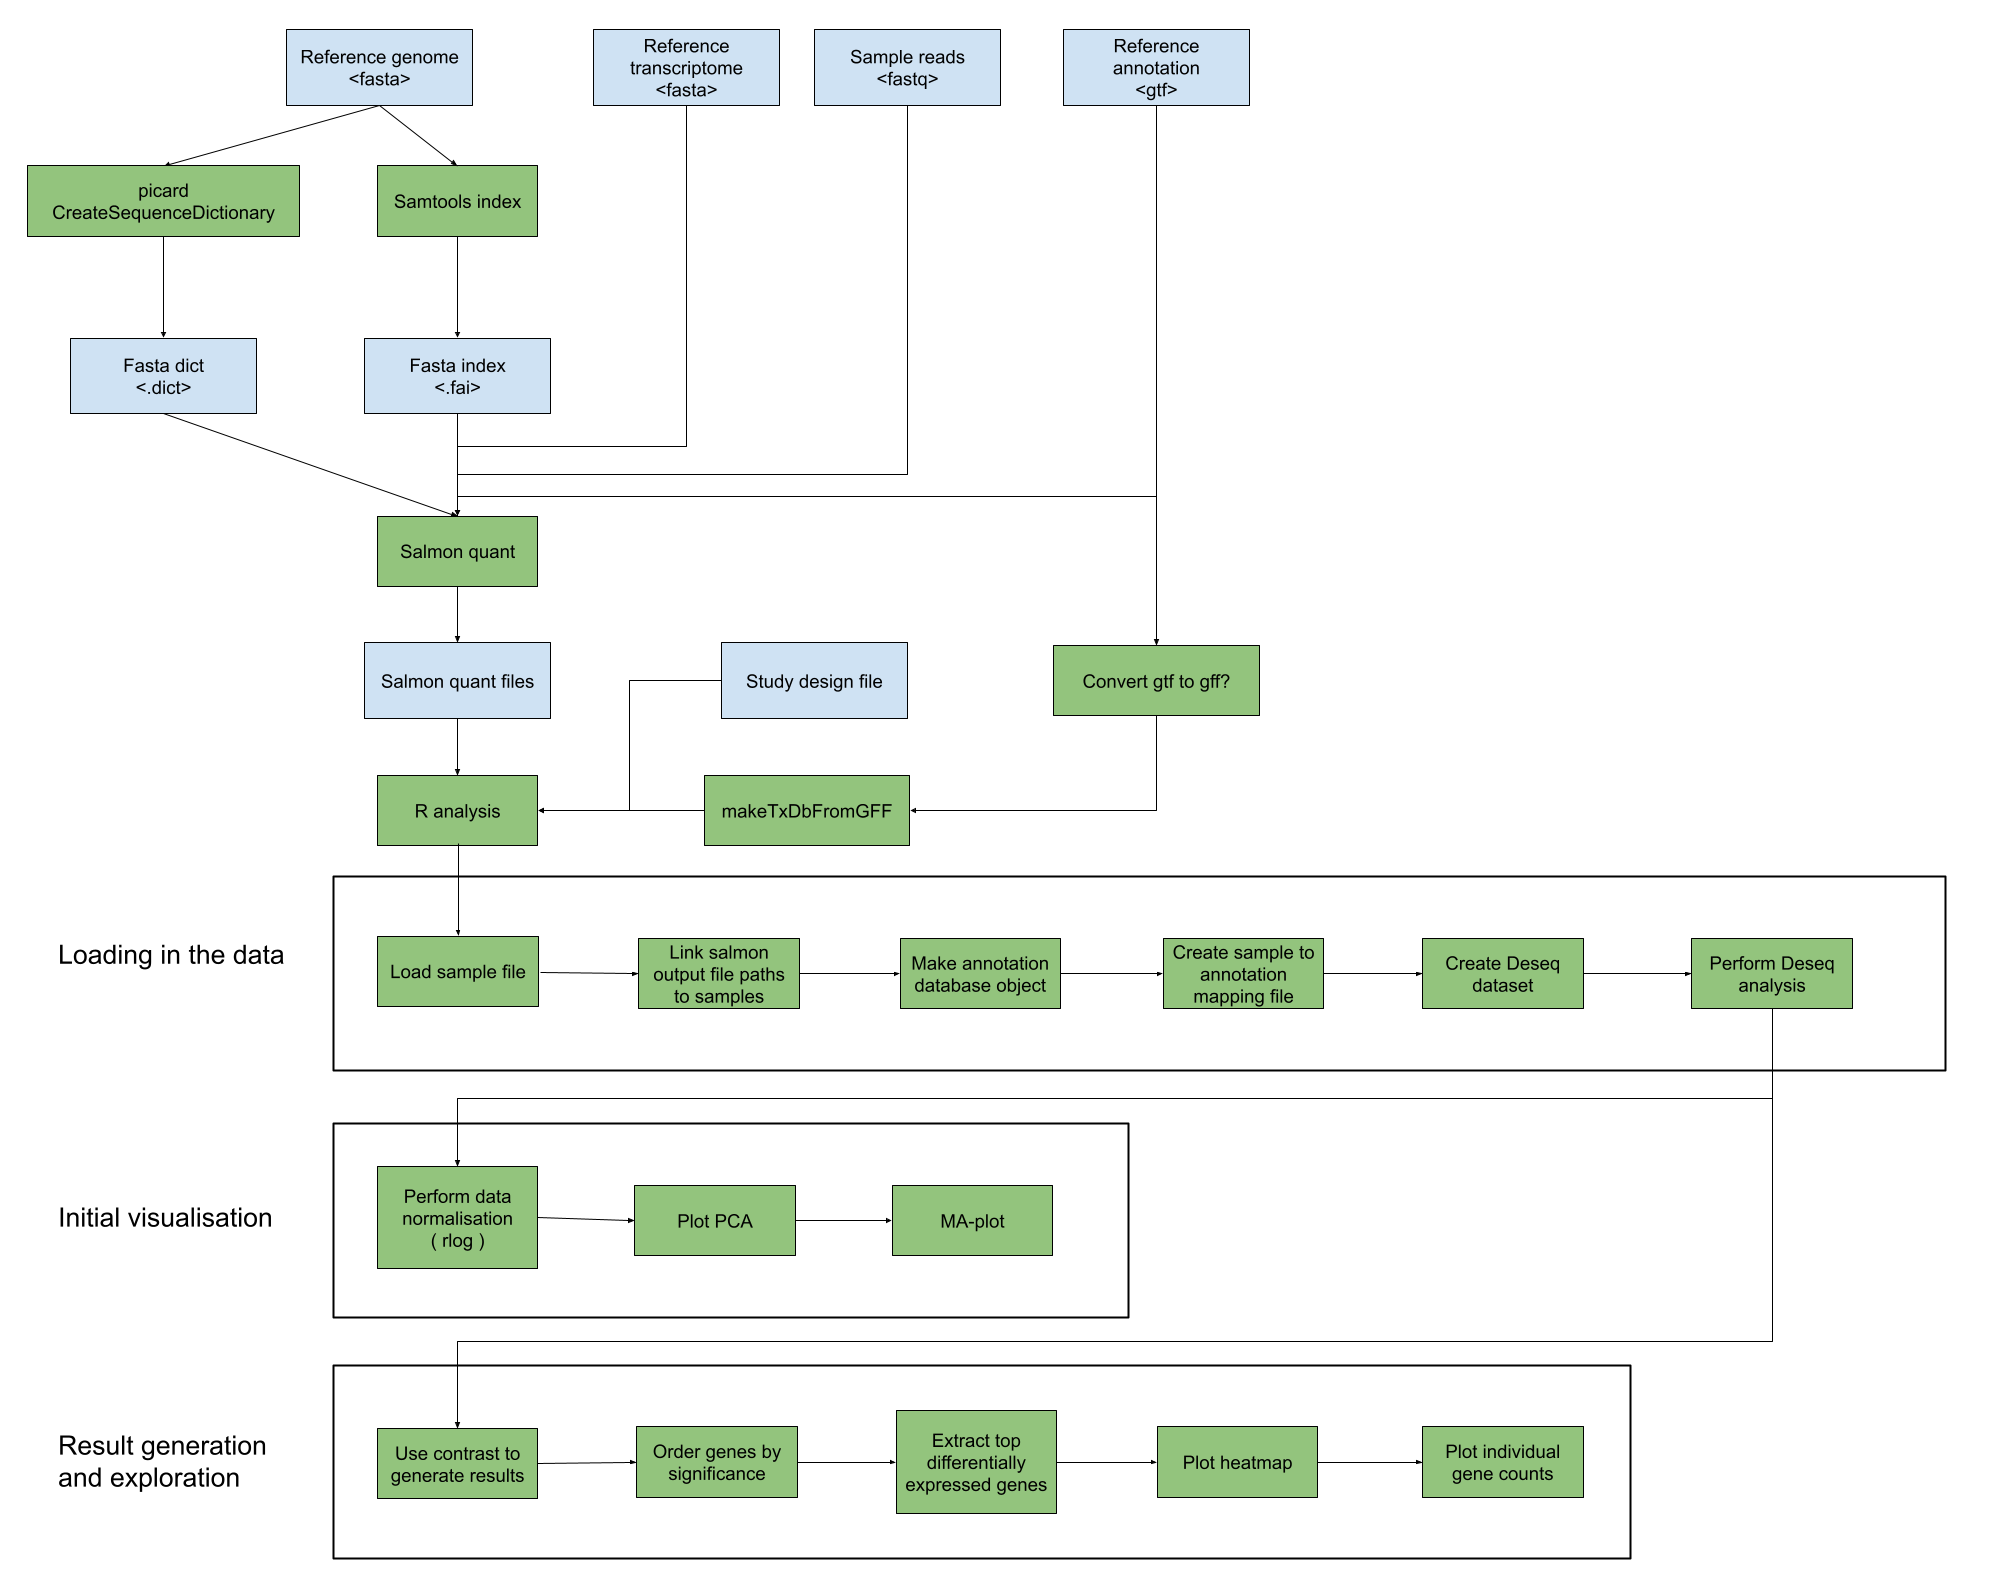 Reference genome
<fasta>
Reference
transcriptome
<fasta>
Sample reads
<fastq>
Reference
annotation
<gtf>
picard
CreateSequenceDictionary
Samtools index
Fasta dict
<.dict>
Fasta index
<.fai>
Salmon quant
Salmon quant files
Study design file
Convert gtf to gff?
R analysis
makeTxDbFromGFF
Loading in the data
Load sample file
Link salmon
output file paths
to samples
Make annotation
database object
Create sample to
annotation
mapping file
Create Deseq
dataset
Perform Deseq
analysis
Initial visualisation
Perform data
normalisation
( rlog )
Plot PCA
MA-plot
Result generation
and exploration
Use contrast to
generate results
Order genes by
significance
Extract top
differentially
expressed genes
Plot heatmap
Plot individual
gene counts